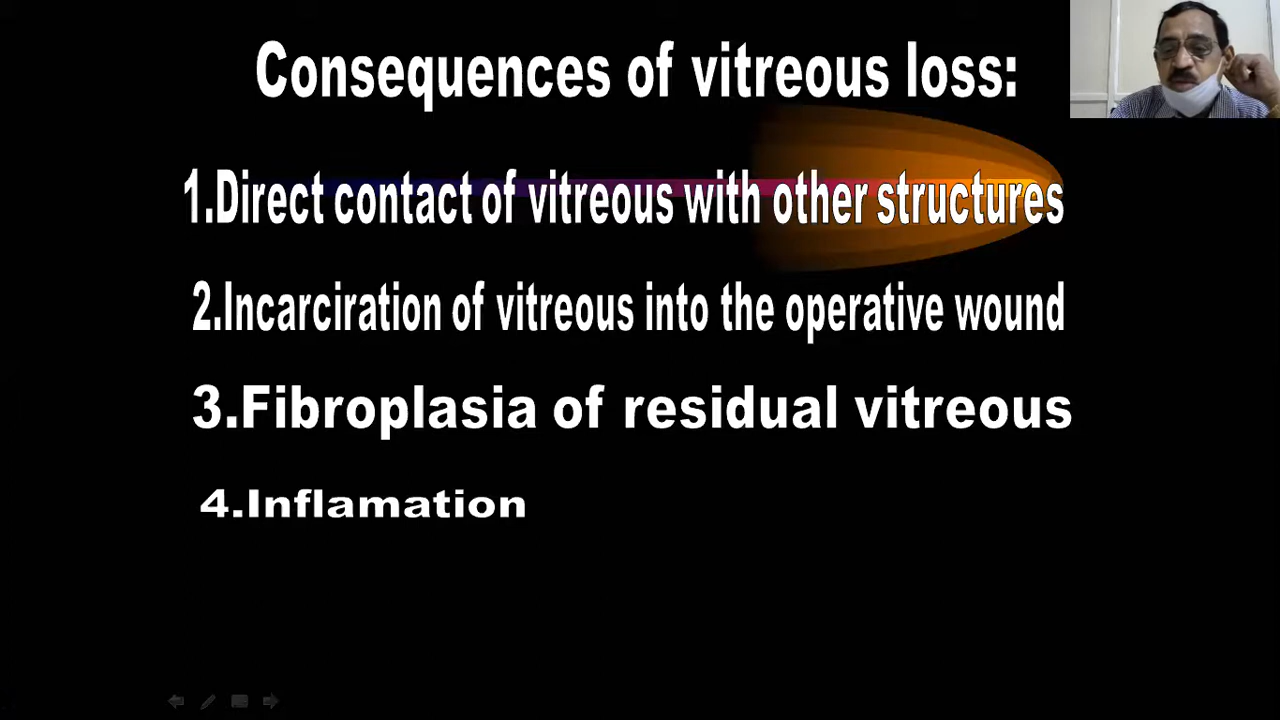 Consequences of vitreous loss:
1.Direct contact of vitreous with other structures
2.Incarciration of vitreous into the operative wound
3.Fibroplasia of residual vitreous
4.Inflamation